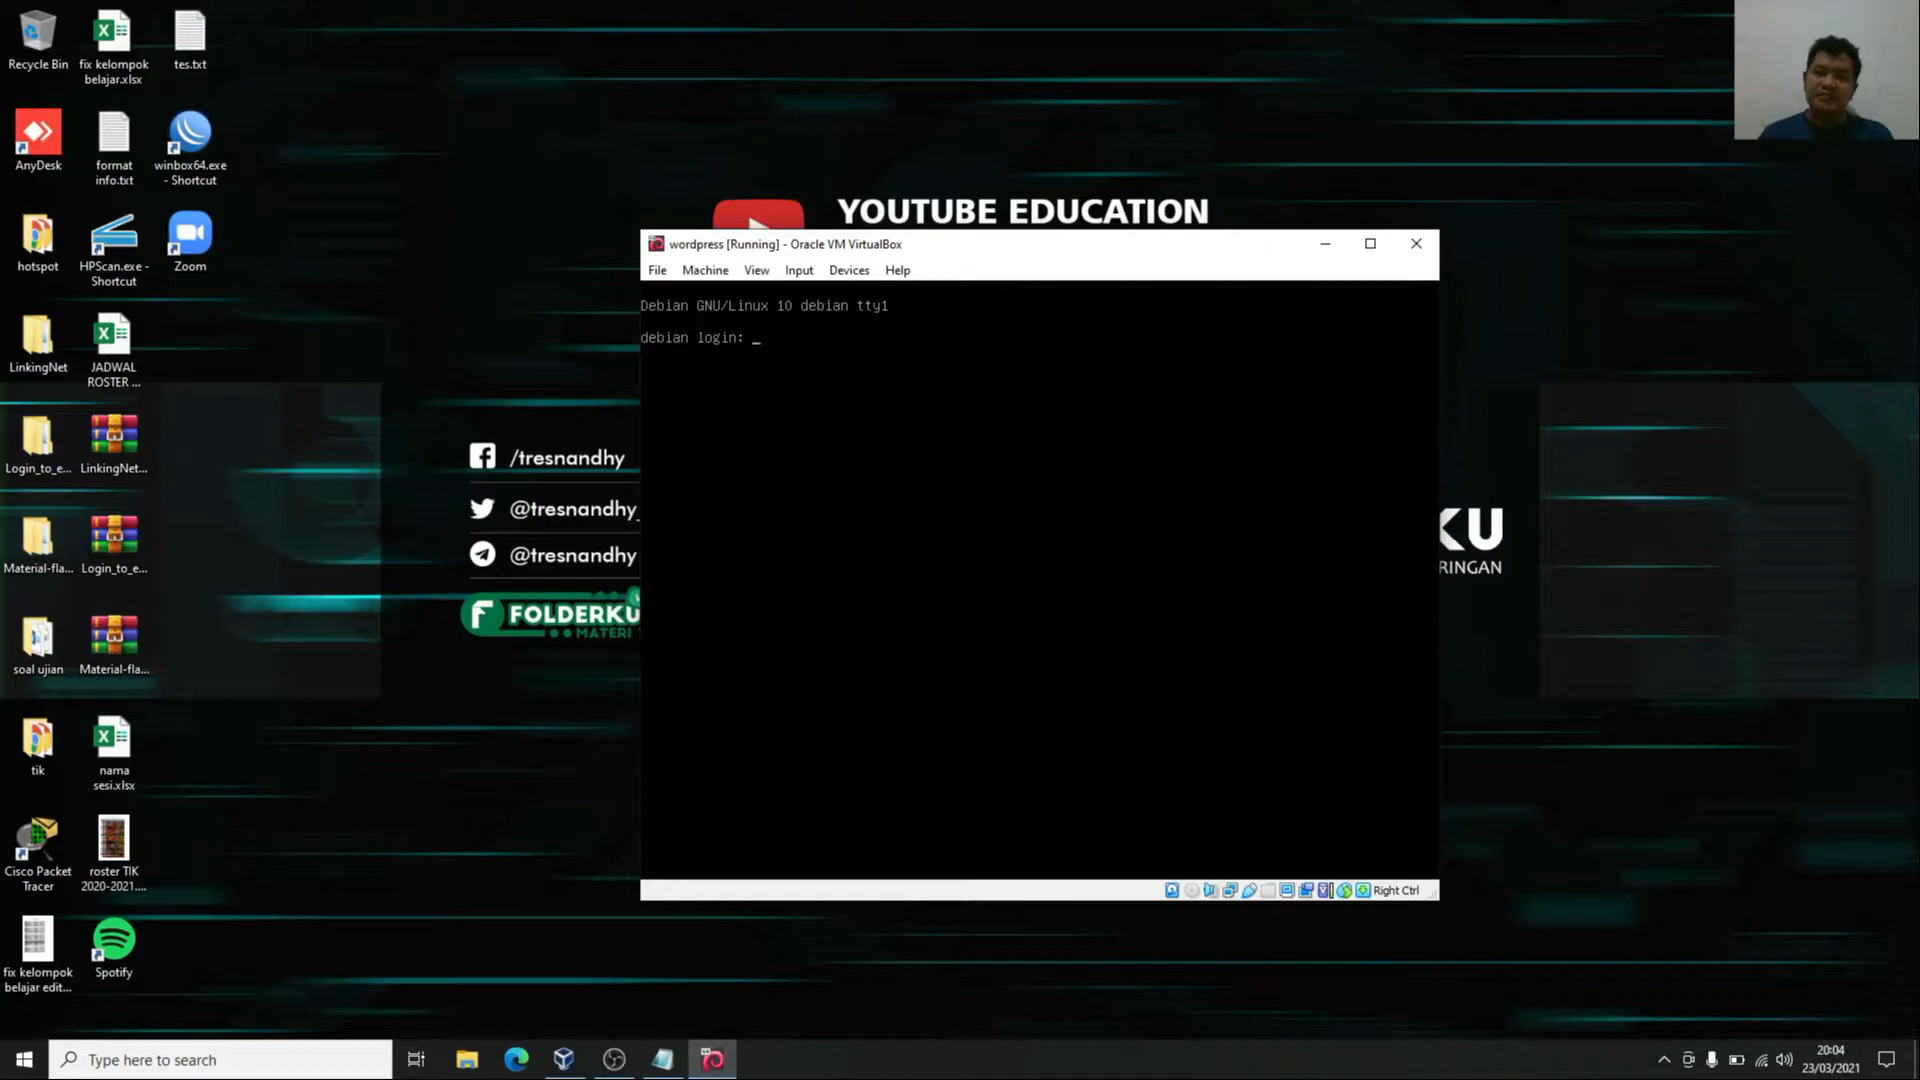 Recycle Bin
fix kelompok
belajar.xlsx
tes.txt
AnyDesk
format
info.txt
winbox64.exe
- Shortcut
hotspot
HPScan.exe -
Shortcut
Zoom
LinkingNet
JADWAL
ROSTER ...
Login_to_e...
LinkingNet...
Material-fla...
Login_to_e...
soal ujian
Material-fla...
tik
nama
sesi.xlsx
Cisco Packet
Tracer
roster TIK
2020-2021....
fix kelompok
belajar edit...
Spotify
YOUTUBE EDUCATION
/tresnandhy
@tresnandhy_
@tresnandhy
FOLDERKU
MATERI
KU
RINGAN
wordpress [Running] - Oracle VM VirtualBox
File Machine View Input Devices Help
Debian GNU/Linux 10 debian tty1
debian login: _
Right Ctrl
Type here to search
20:04
23/03/2021